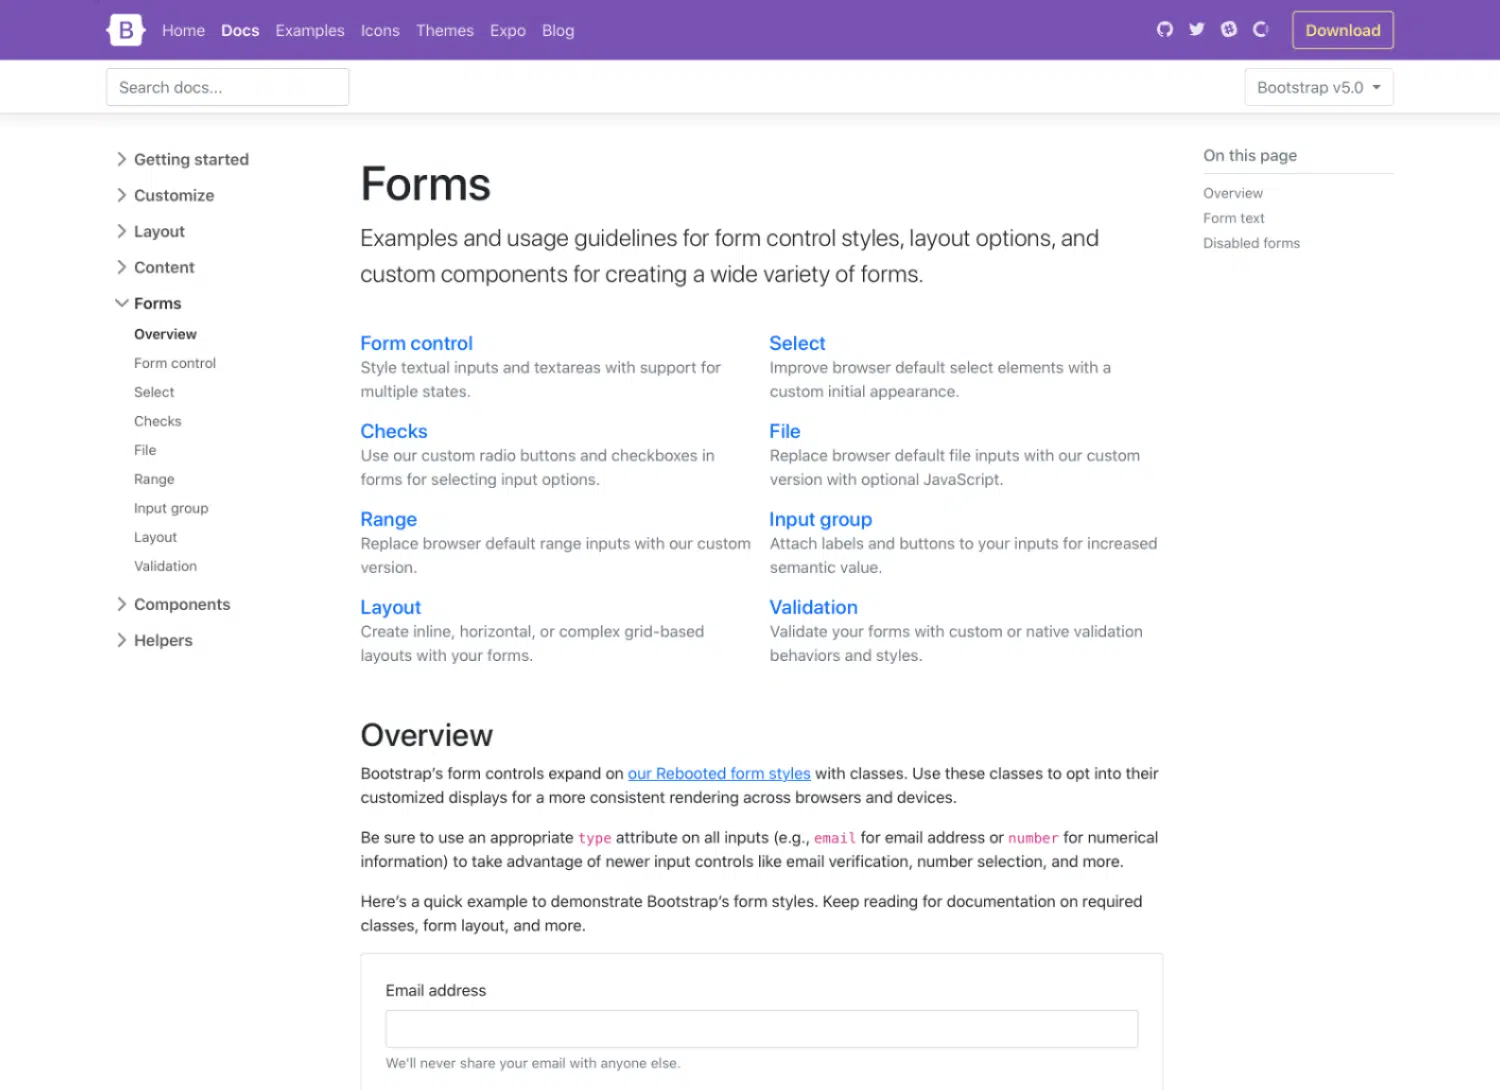 B Home Docs Examples Icons Themes Expo Blog Download
Search docs... Bootstrap v5.0
Getting started
Customize
Layout
Content
Forms
Overview
Form control
Select
Checks
File
Range
Input group
Layout
Validation
Components
Helpers
Forms
Examples and usage guidelines for form control styles, layout options, and
custom components for creating a wide variety of forms.
Form control
Style textual inputs and textareas with support for
multiple states.
Select
Improve browser default select elements with a
custom initial appearance.
Checks
Use our custom radio buttons and checkboxes in
forms for selecting input options.
File
Replace browser default file inputs with our custom
version with optional JavaScript.
Range
Replace browser default range inputs with our custom
version.
Input group
Attach labels and buttons to your inputs for increased
semantic value.
Layout
Create inline, horizontal, or complex grid-based
layouts with your forms.
Validation
Validate your forms with custom or native validation
behaviors and styles.
Overview
Bootstrap’s form controls expand on our Rebooted form styles with classes. Use these classes to opt into their
customized displays for a more consistent rendering across browsers and devices.
Be sure to use an appropriate type attribute on all inputs (e.g., email for email address or number for numerical
information) to take advantage of newer input controls like email verification, number selection, and more.
Here’s a quick example to demonstrate Bootstrap’s form styles. Keep reading for documentation on required
classes, form layout, and more.
Email address
We'll never share your email with anyone else.
On this page
Overview
Form text
Disabled forms